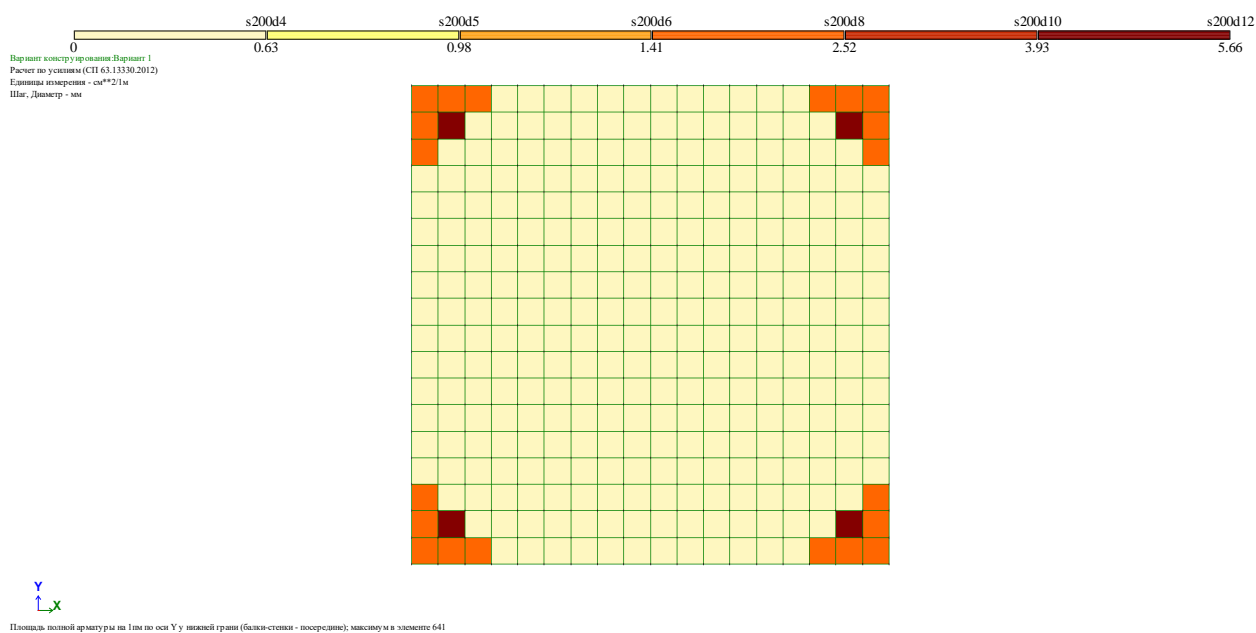 s200d4 s200d5 s200d6 s200d8 s200d10 s200d12
0 0.63 0.98 1.41 2.52 3.93 5.66
Вариант конструирования:Вариант 1
Расчет по усилиям (СП 63.13330.2012)
Единицы измерения - см**2/1м
Шаг, Диаметр - мм
Y
X
Площадь полной арматуры на 1пм по оси Y у нижней грани (балки-стенки - посередине); максимум в элементе 641